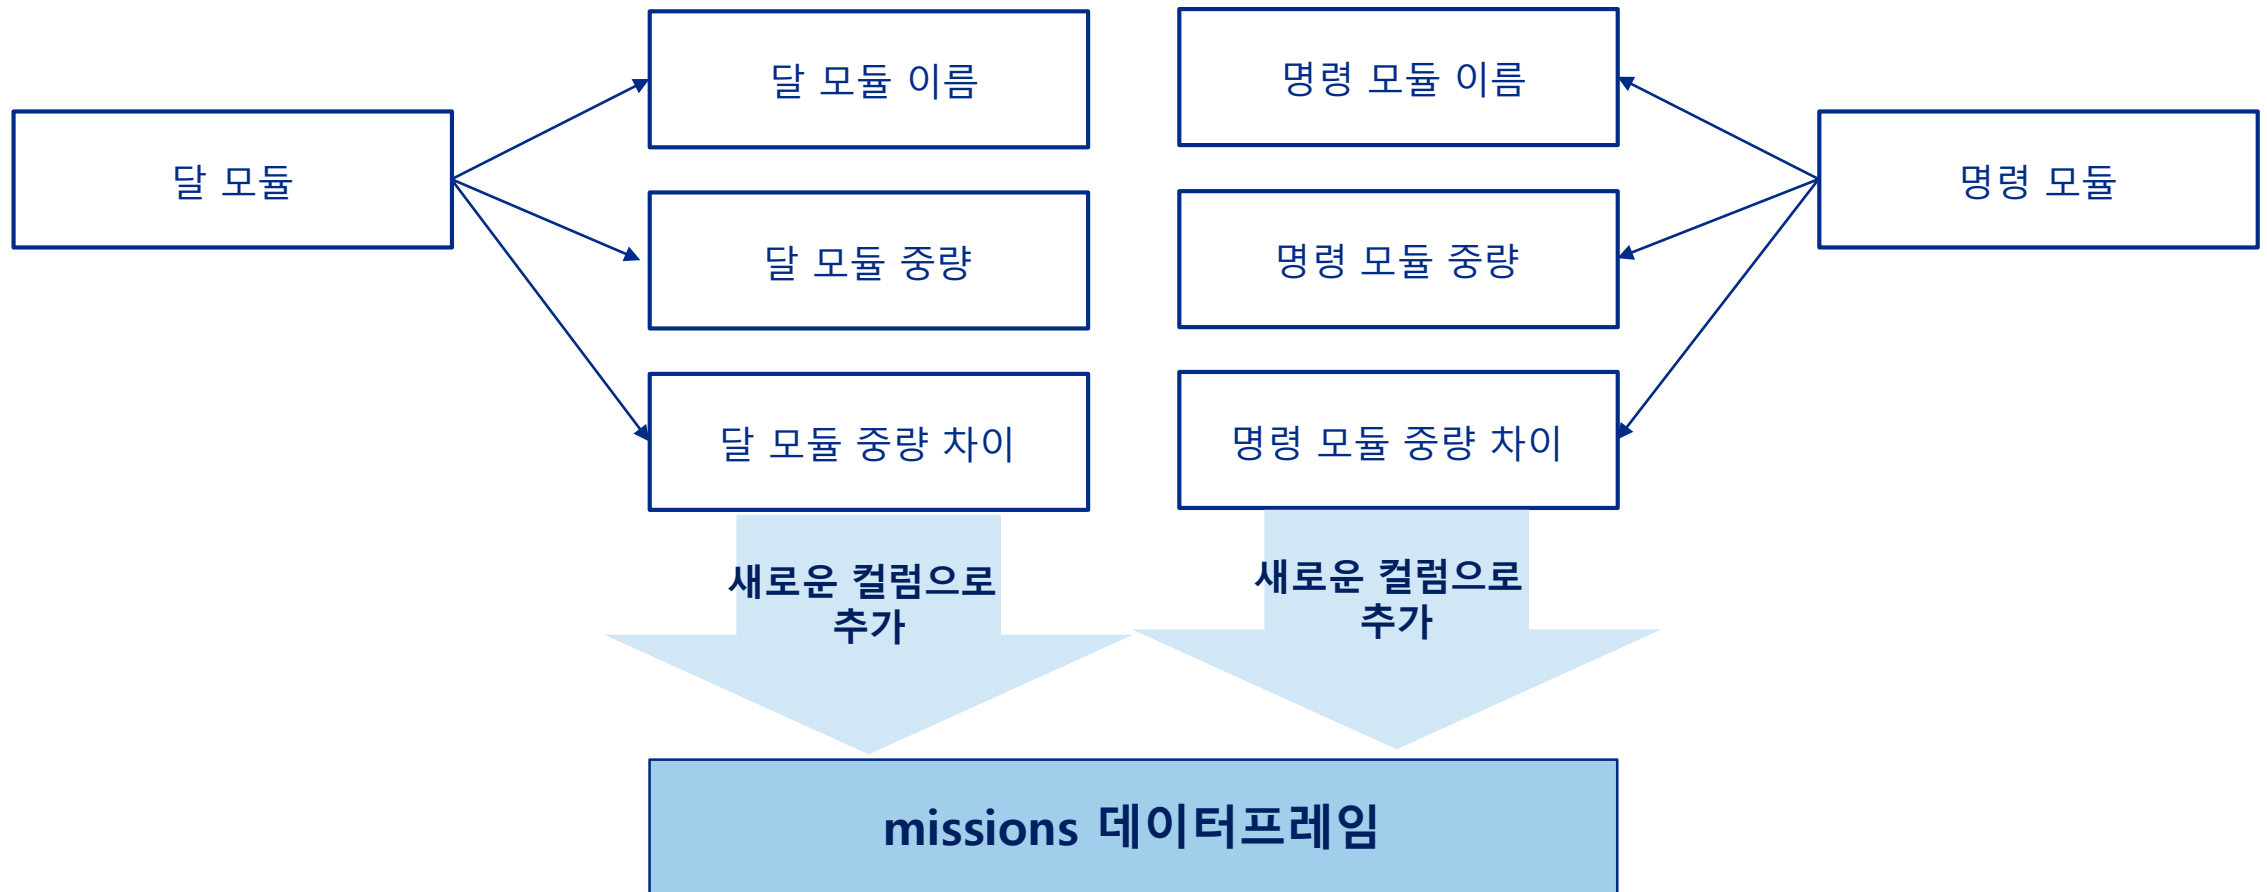 달 모듈 이름
명령 모듈 이름
달 모듈
명령 모듈
달 모듈 중량
명령 모듈 중량
달 모듈 중량 차이
명령 모듈 중량 차이
새로운 컬럼으로
추가
새로운 컬럼으로
추가
missions 데이터프레임